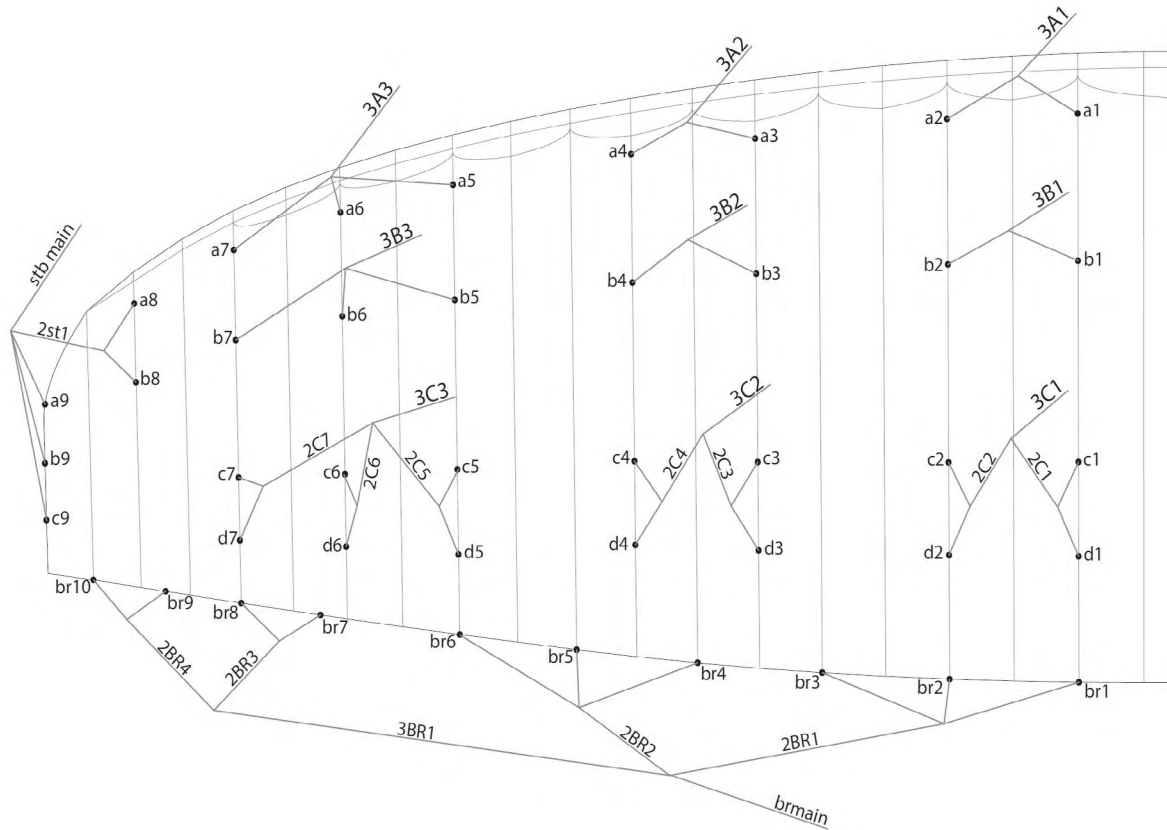 3A1
3A2
3A3
a2
a1
a4
a3
a6
a5
a7
3B1
3B2
3B3
stb main
b2
b1
b4
b3
b6
b5
b7
2st1
a8
b8
a9
b9
c9
3C1
3C2
3C3
2C7
2C6
2C5
2C4
2C3
2C2
2C1
c7
c6
c5
c4
c3
c2
c1
d7
d6
d5
d4
d3
d2
d1
br10
br9
br8
br7
br6
br5
br4
br3
br2
br1
2BR4
2BR3
3BR1
2BR2
2BR1
brmain